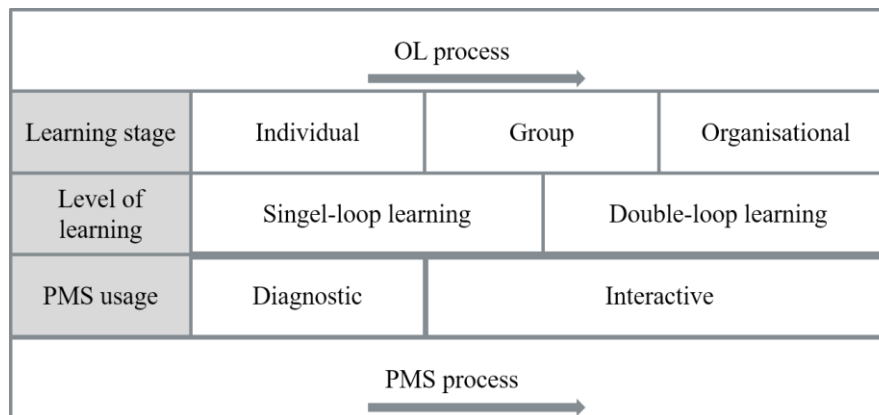 OL process
Learning stage Individual Group Organisational
Level of
learning Singel-loop learning Double-loop learning
PMS usage Diagnostic Interactive
PMS process